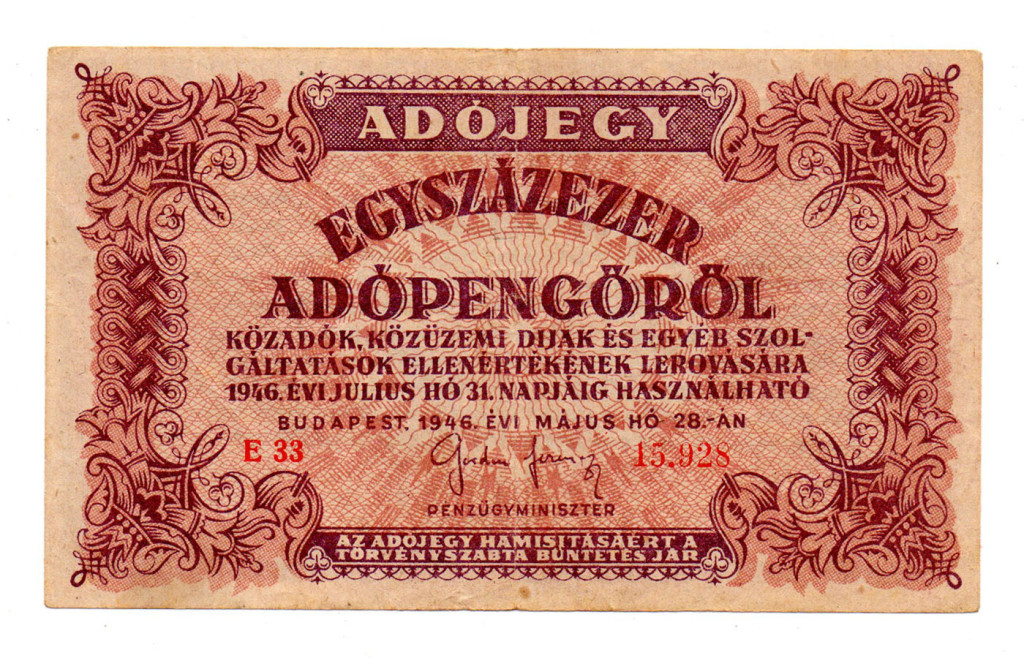 ADÓJEGY
EGYSZÁZEZER
ADÓPENGŐRŐL
KÖZADÓK, KÖZÜZEMI DIJAK ÉS EGYÉB SZOL-
GÁLTATÁSOK ELLENÉRTÉKÉNEK LEROVÁSÁRA
1946. ÉVI JULIUS HÓ 31. NAPJÁIG HASZNÁLHATÓ
BUDAPEST, 1946. ÉVI MÁJUS HÓ 28.-ÁN
E 33 15.928
PÉNZÜGYMINISZTER
AZ ADÓJEGY HAMISITÁSÁÉRT A
TÖRVÉNYSZABTA BÜNTETÉS JÁR